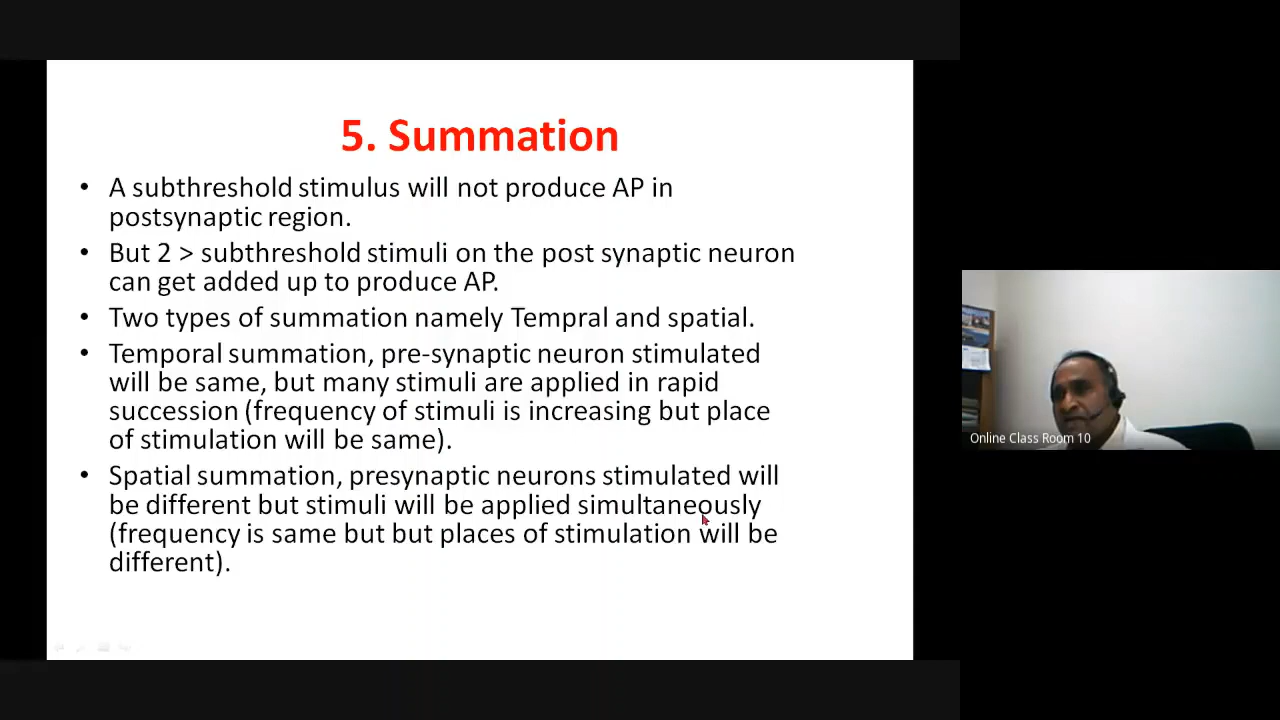 5. Summation
• A subthreshold stimulus will not produce AP in
postsynaptic region.
• But 2 > subthreshold stimuli on the post synaptic neuron
can get added up to produce AP.
• Two types of summation namely Tempral and spatial.
• Temporal summation, pre-synaptic neuron stimulated
will be same, but many stimuli are applied in rapid
succession (frequency of stimuli is increasing but place
of stimulation will be same).
• Spatial summation, presynaptic neurons stimulated will
be different but stimuli will be applied simultaneously
(frequency is same but but places of stimulation will be
different).
Online Class Room 10